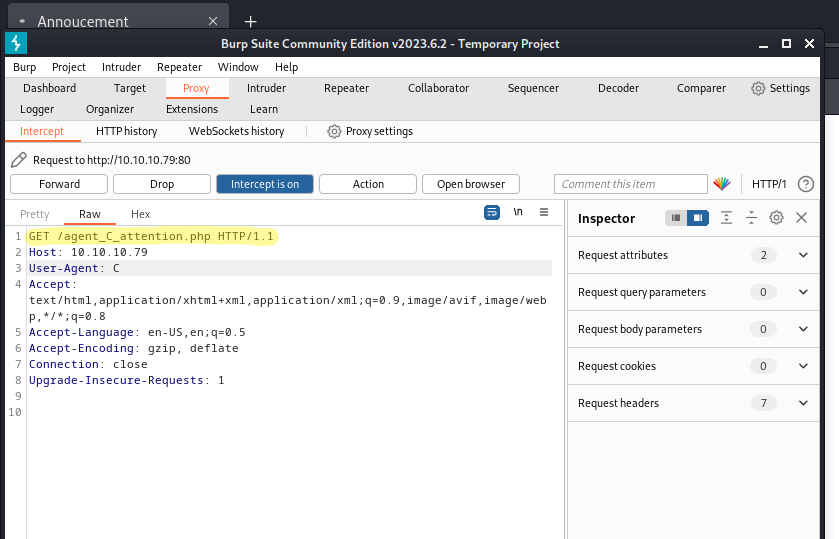 Annoucement
Burp Suite Community Edition v2023.6.2 - Temporary Project
Burp Project Intruder Repeater Window Help
Dashboard Target Proxy Intruder Repeater Collaborator Sequencer Decoder Comparer Settings
Logger Organizer Extensions Learn
Intercept HTTP history WebSockets history Proxy settings
Request to http://10.10.10.79:80
Forward Drop Intercept is on Action Open browser Comment this item HTTP/1 ?
Pretty Raw Hex \n
Inspector
1 GET /agent_C_attention.php HTTP/1.1
2 Host: 10.10.10.79
3 User-Agent: C
4 Accept:
text/html,application/xhtml+xml,application/xml;q=0.9,image/avif,image/web
p,*/*;q=0.8
5 Accept-Language: en-US,en;q=0.5
6 Accept-Encoding: gzip, deflate
7 Connection: close
8 Upgrade-Insecure-Requests: 1
9
10
Request attributes 2
Request query parameters 0
Request body parameters 0
Request cookies 0
Request headers 7